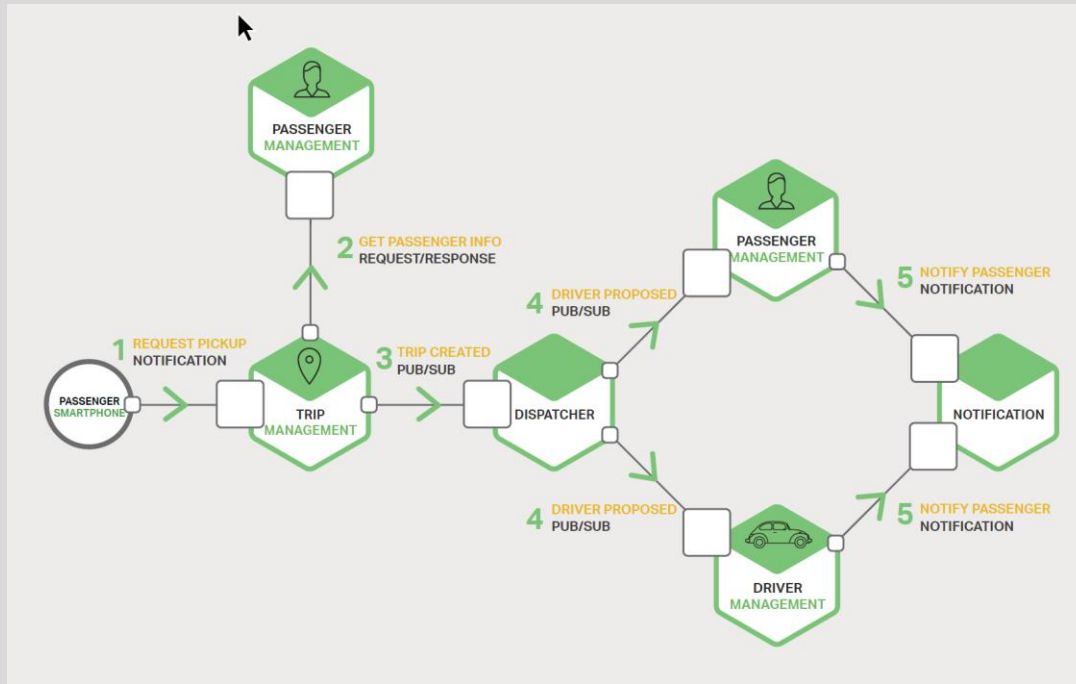 PASSENGER
MANAGEMENT
2 GET PASSENGER INFO
REQUEST/RESPONSE
1 REQUEST PICKUP
NOTIFICATION
PASSENGER
SMARTPHONE
TRIP
MANAGEMENT
3 TRIP CREATED
PUB/SUB
DISPATCHER
4 DRIVER PROPOSED
PUB/SUB
PASSENGER
MANAGEMENT
5 NOTIFY PASSENGER
NOTIFICATION
NOTIFICATION
4 DRIVER PROPOSED
PUB/SUB
DRIVER
MANAGEMENT
5 NOTIFY PASSENGER
NOTIFICATION